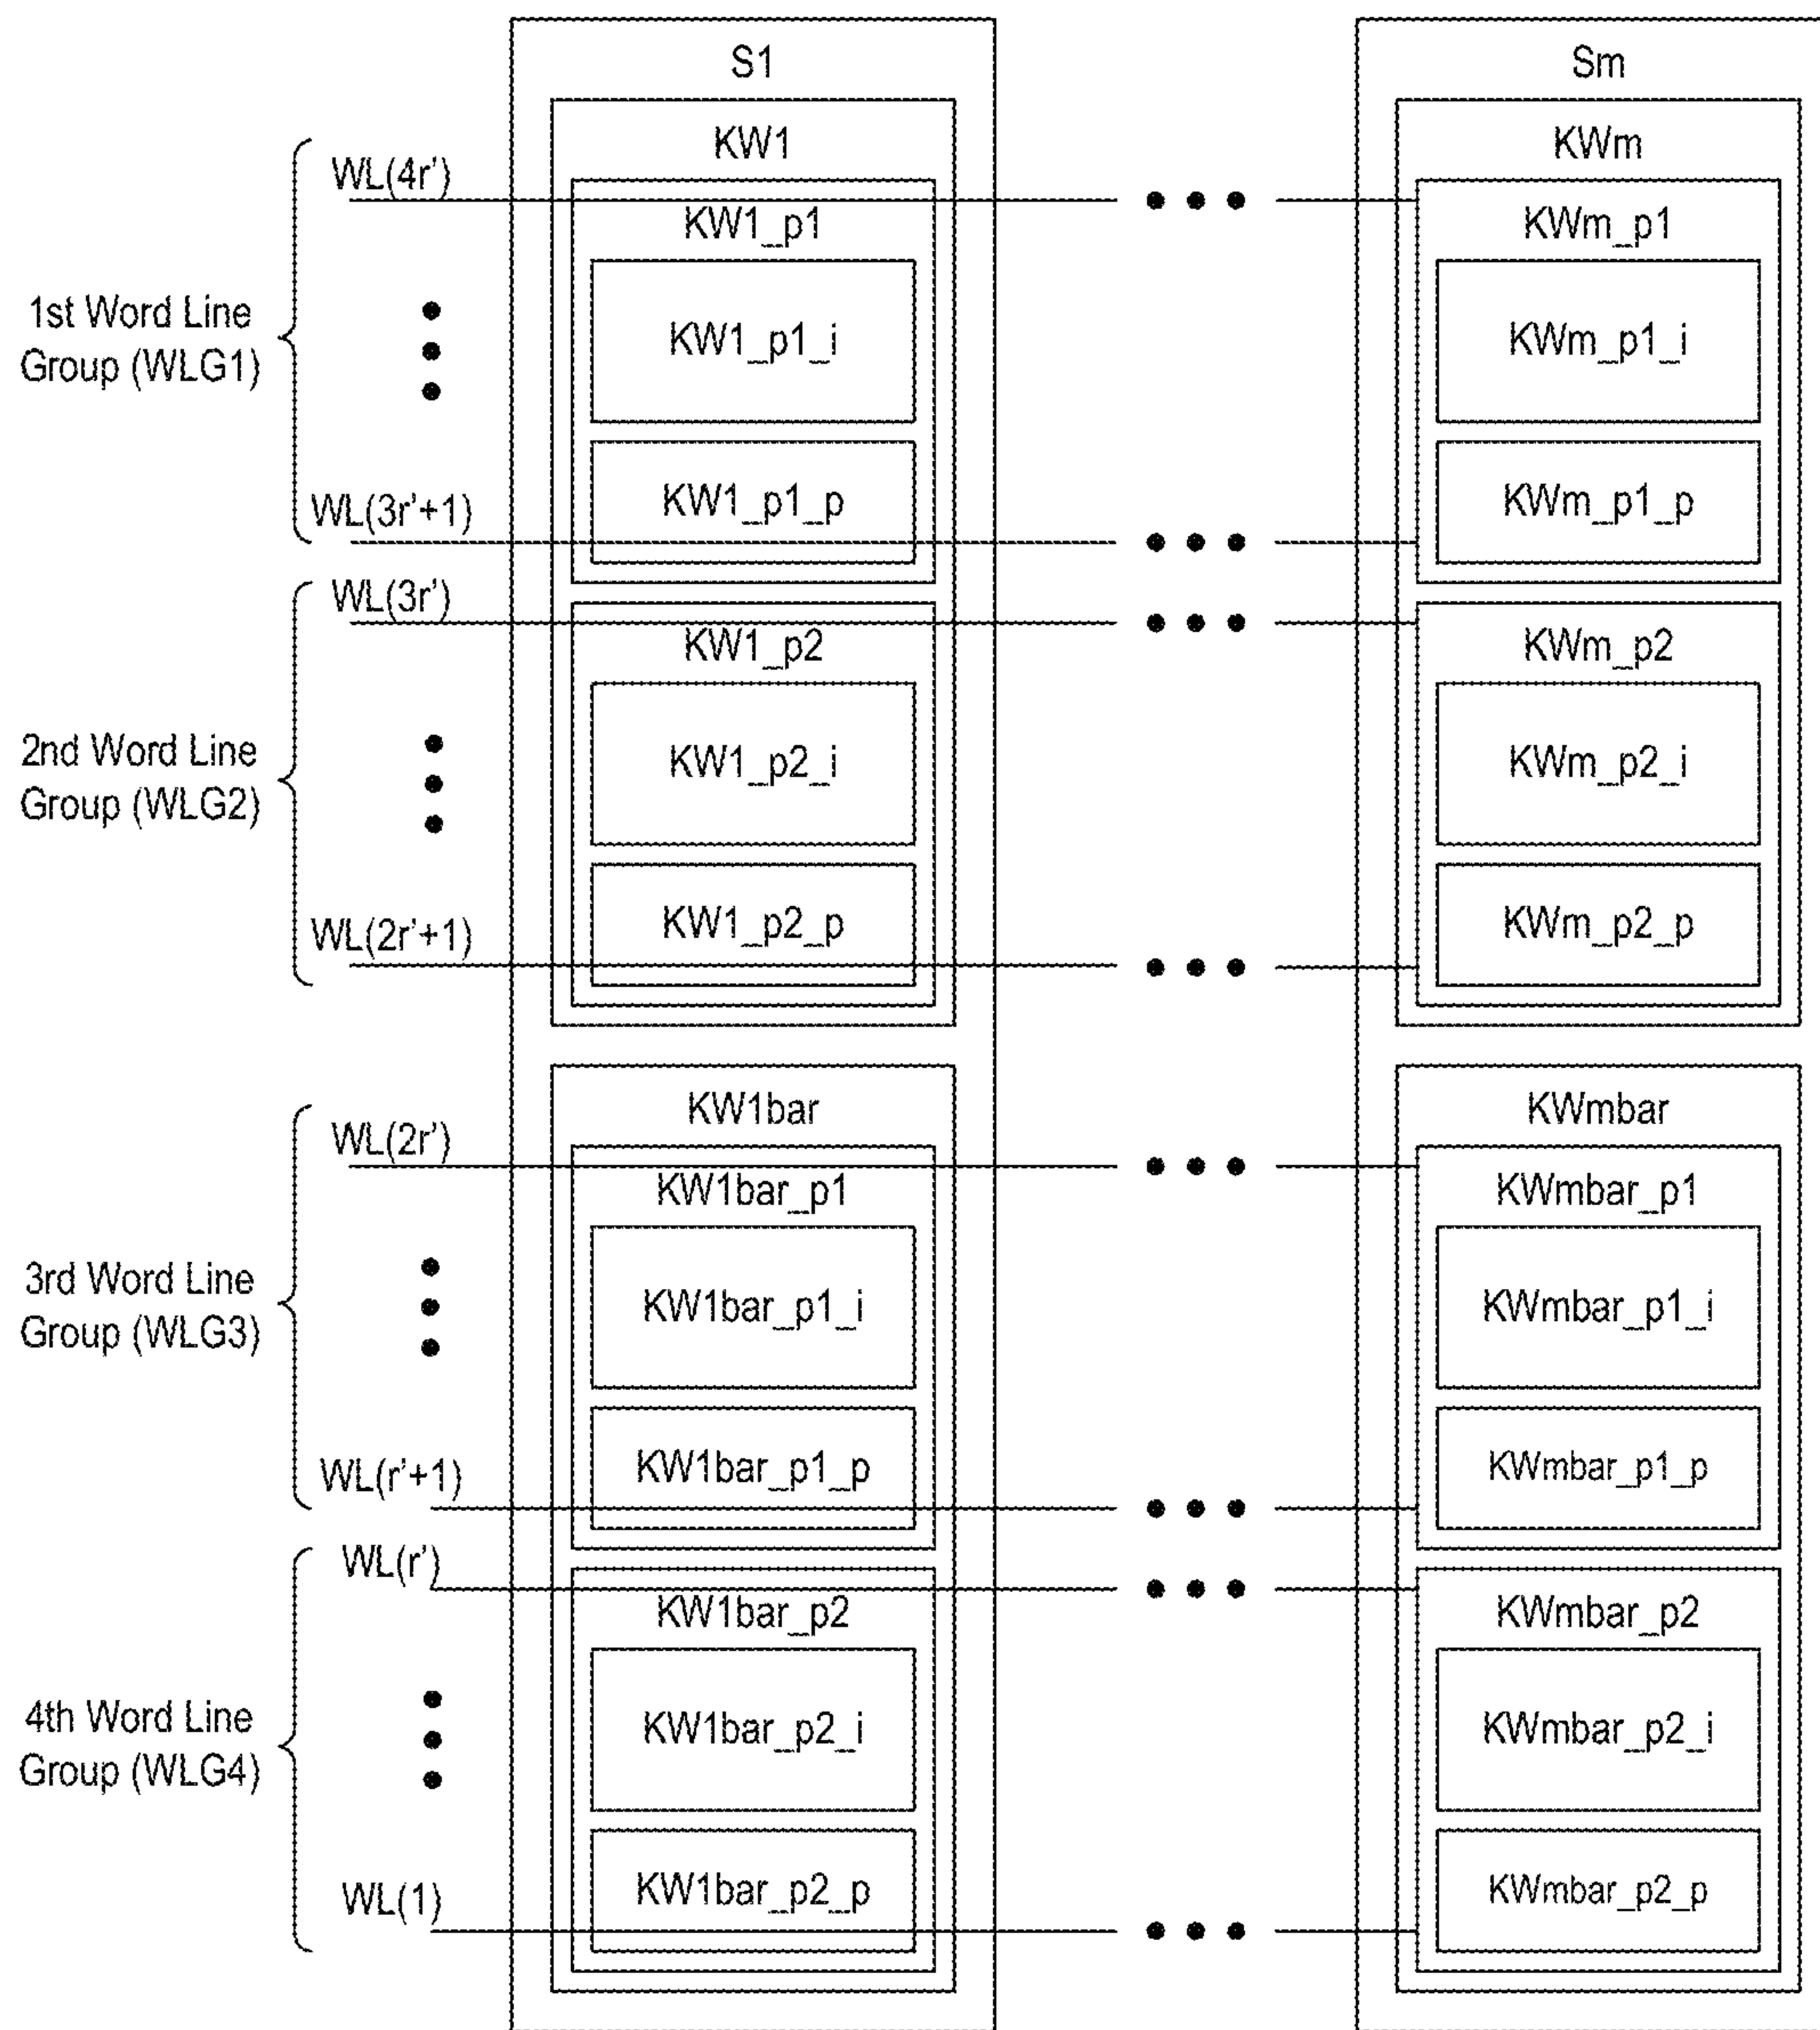 S1
Sm
KW1
KWm
WL(4r')
KW1_p1
KWm_p1
1st Word Line
Group (WLG1)
KW1_p1_i
KWm_p1_i
WL(3r'+1)
KW1_p1_p
KWm_p1_p
WL(3r')
KW1_p2
KWm_p2
2nd Word Line
Group (WLG2)
KW1_p2_i
KWm_p2_i
WL(2r'+1)
KW1_p2_p
KWm_p2_p
KW1bar
KWmbar
WL(2r')
KW1bar_p1
KWmbar_p1
3rd Word Line
Group (WLG3)
KW1bar_p1_i
KWmbar_p1_i
WL(r'+1)
KW1bar_p1_p
KWmbar_p1_p
WL(r')
KW1bar_p2
KWmbar_p2
4th Word Line
Group (WLG4)
KW1bar_p2_i
KWmbar_p2_i
WL(1)
KW1bar_p2_p
KWmbar_p2_p